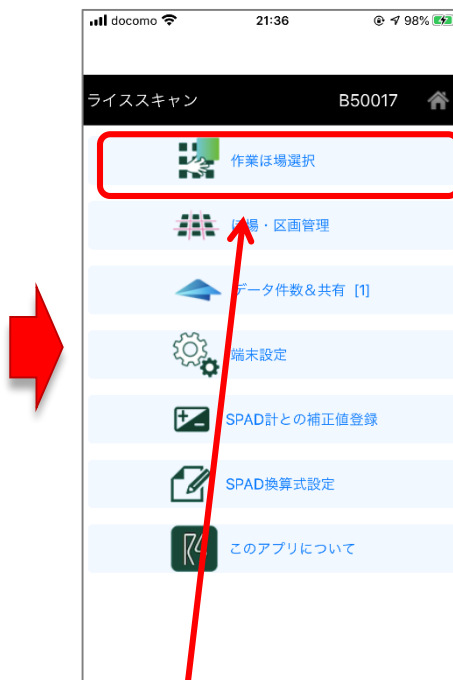 docomo 21:36 98%
ライススキャン B50017
作業ほ場選択
ほ場・区画管理
データ件数＆共有 [1]
端末設定
SPAD計との補正値登録
SPAD換算式設定
このアプリについて